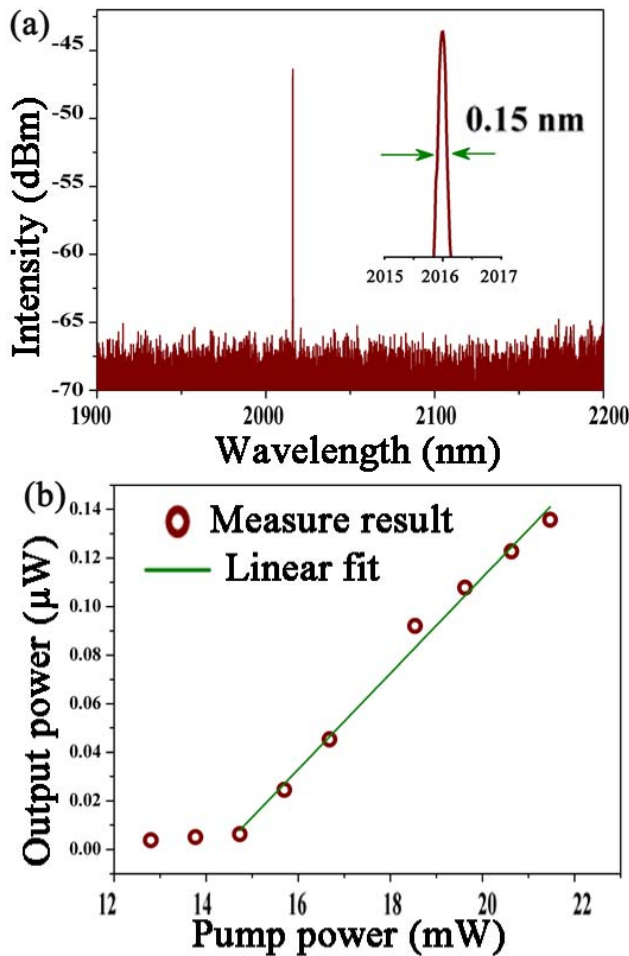 (a)
-45
-50
-55
-60
-65
-70
Intensity (dBm)
0.15 nm
2015 2016 2017
1900 2000 2100 2200
Wavelength (nm)
(b)
0.14
0.12
0.10
0.08
0.06
0.04
0.02
0.00
Output power (µW)
Measure result
Linear fit
12 14 16 18 20 22
Pump power (mW)